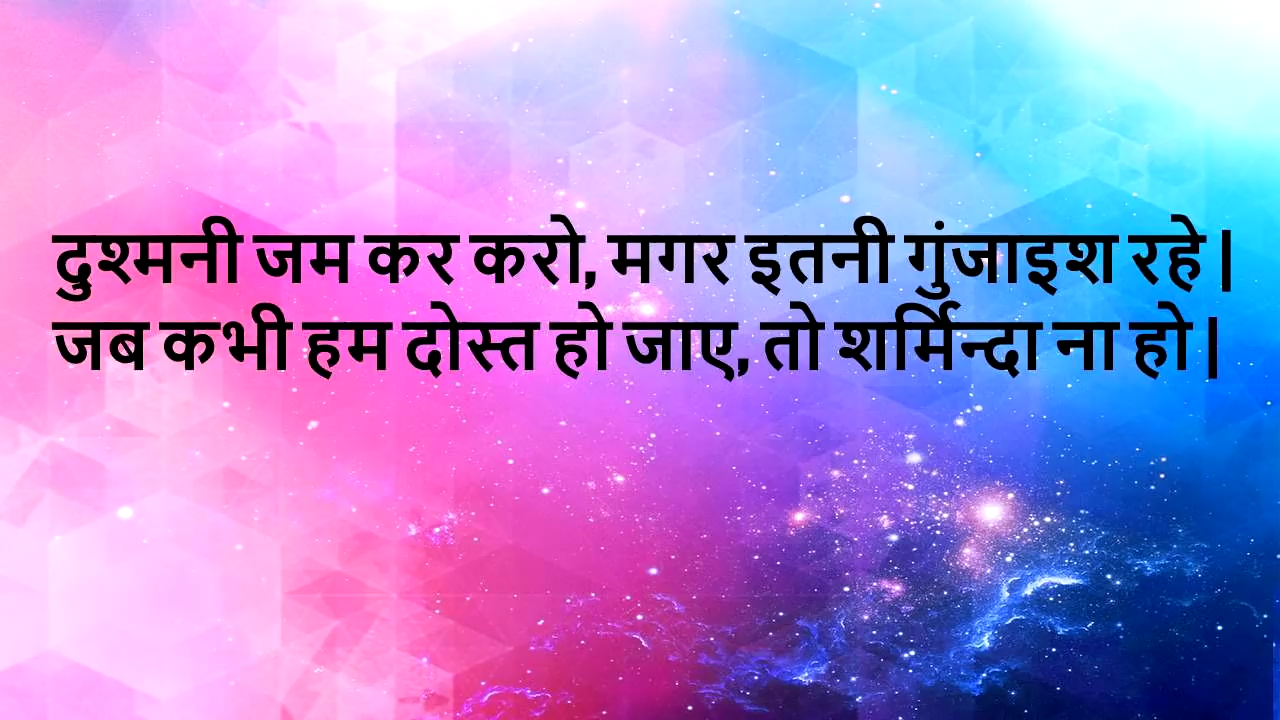 दुश्मनी जम कर करो, मगर इतनी गुंजाइश रहे |
जब कभी हम दोस्त हो जाए, तो शर्मिन्दा ना हो |